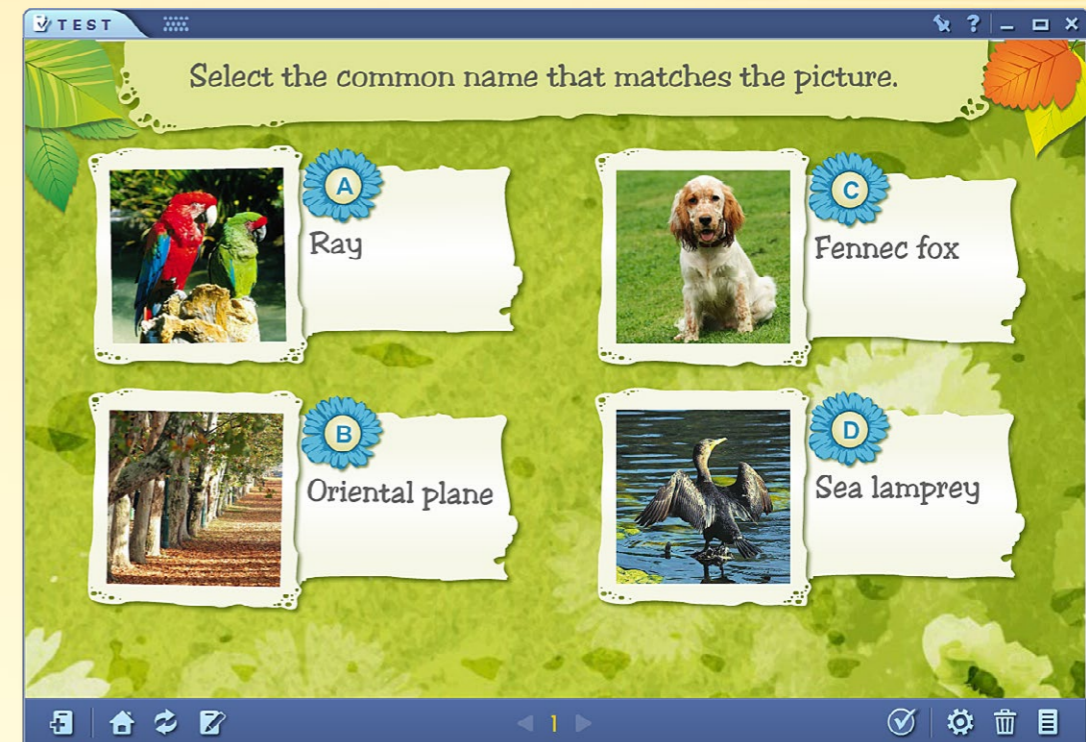 TEST
?
Select the common name that matches the picture.
A
Ray
C
Fennec fox
B
Oriental plane
D
Sea lamprey
1